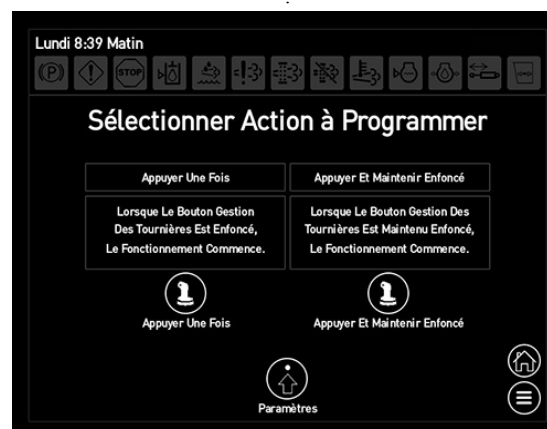 Lundi 8:39 Matin
(P)
STOP
Sélectionner Action à Programmer
Appuyer Une Fois
Appuyer Et Maintenir Enfoncé
Lorsque Le Bouton Gestion
Des Tournières Est Enfoncé,
Le Fonctionnement Commence.
Lorsque Le Bouton Gestion Des
Tournières Est Maintenu Enfoncé,
Le Fonctionnement Commence.
Appuyer Une Fois
Appuyer Et Maintenir Enfoncé
Paramètres